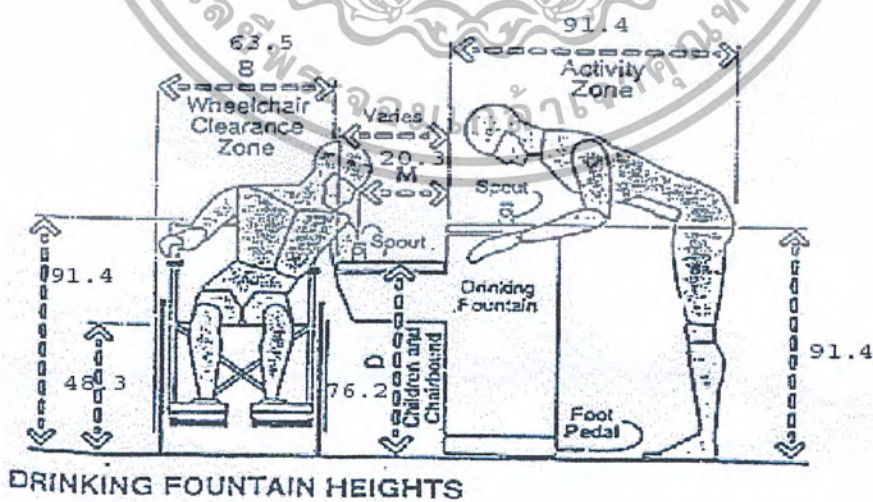 63.5
B
Wheelchair
Clearance
Zone
Varies
20.3
M
91.4
Activity
Zone
Spout
Spout
91.4
48.3
76.2
D
Children and
Chairbound
Drinking
Fountain
Foot
Pedal
91.4
DRINKING FOUNTAIN HEIGHTS